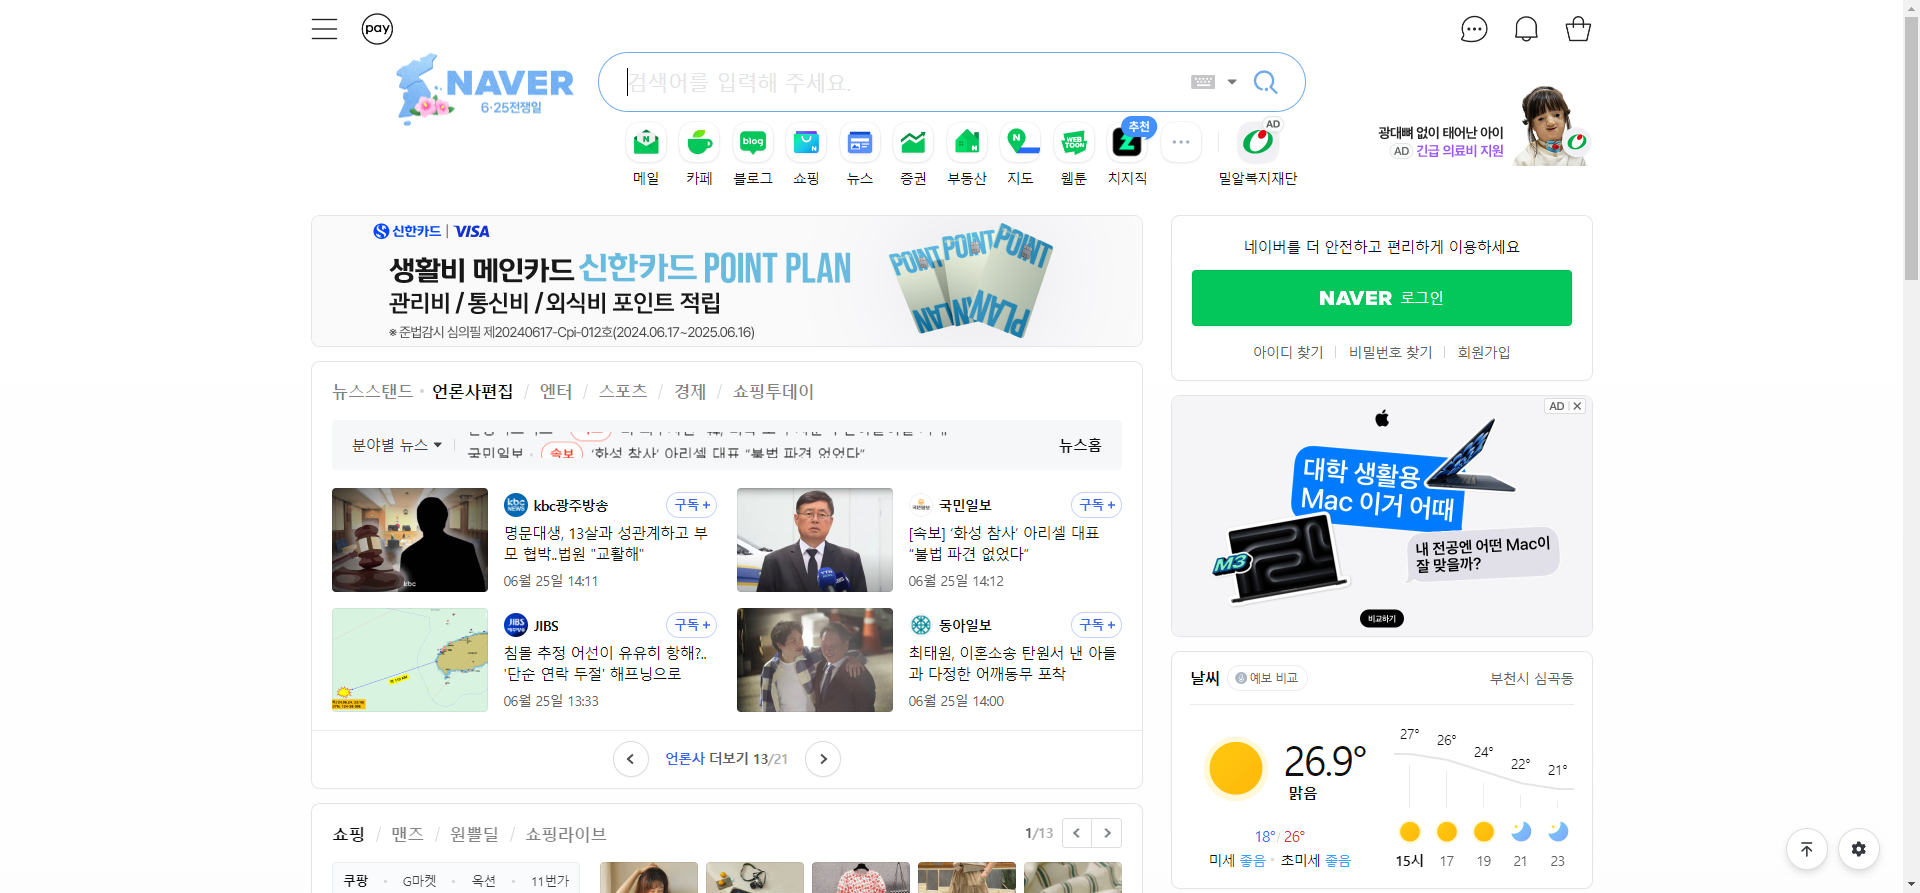 pay
NAVER
6·25전쟁일
검색어를 입력해 주세요.
메일
카페
blog
블로그
쇼핑
뉴스
증권
부동산
지도
WEB TOON
웹툰
추천
치지직
AD
밀알복지재단
광대뼈 없이 태어난 아이
AD 긴급 의료비 지원
신한카드 | VISA
생활비 메인카드 신한카드 POINT PLAN
관리비 / 통신비 / 외식비 포인트 적립
※ 준법감시 심의필 제20240617-Cpi-012호(2024.06.17~2025.06.16)
네이버를 더 안전하고 편리하게 이용하세요
NAVER 로그인
아이디 찾기
비밀번호 찾기
회원가입
뉴스스탠드 · 언론사편집 / 엔터 / 스포츠 / 경제 / 쇼핑투데이
분야별 뉴스
국민일보 · 속보 ‘화성 참사’ 아리셀 대표 “불법 파견 없었다”
뉴스홈
kbc광주방송
구독 +
명문대생, 13살과 성관계하고 부
모 협박..법원 "교활해"
06월 25일 14:11
국민일보
구독 +
[속보] ‘화성 참사’ 아리셀 대표
“불법 파견 없었다”
06월 25일 14:12
JIBS
구독 +
침몰 추정 어선이 유유히 항해?..
'단순 연락 두절' 해프닝으로
06월 25일 13:33
동아일보
구독 +
최태원, 이혼소송 탄원서 낸 아들
과 다정한 어깨동무 포착
06월 25일 14:00
언론사 더보기 13/21
AD
대학 생활용
Mac 이거 어때
M3
내 전공엔 어떤 Mac이
잘 맞을까?
비교하기
날씨
예보 비교
부천시 심곡동
26.9°
맑음
18° / 26°
미세 좋음 · 초미세 좋음
27° 26° 24° 22° 21°
15시 17 19 21 23
쇼핑 / 맨즈 / 원쁠딜 / 쇼핑라이브
1/13
쿠팡 · G마켓 · 옥션 · 11번가